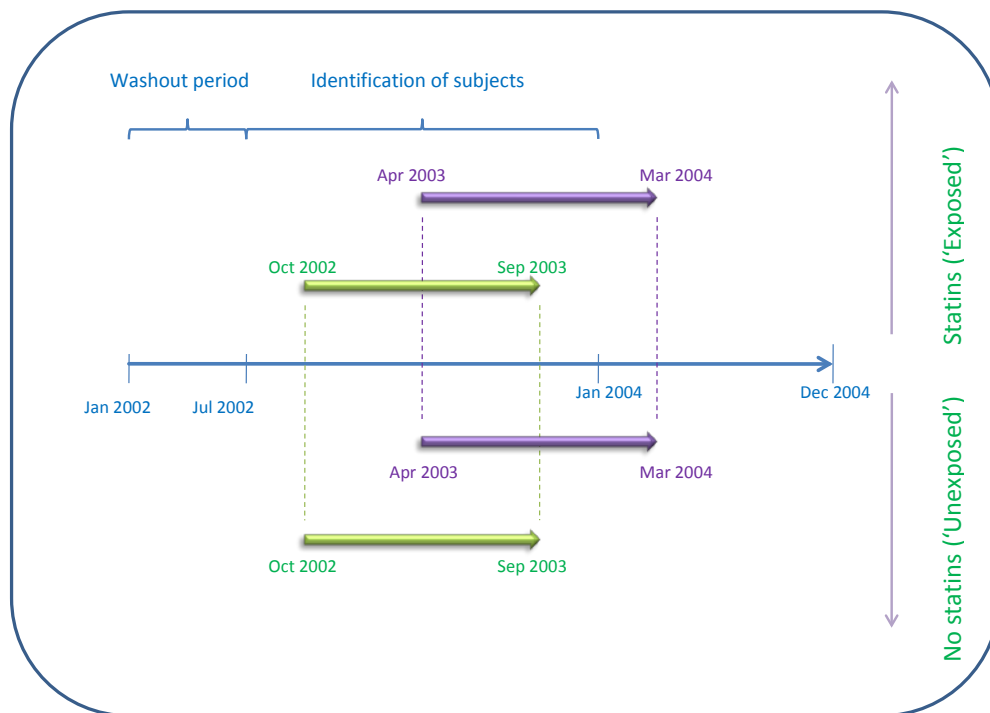 Washout period
Identification of subjects
Apr 2003
Mar 2004
Oct 2002
Sep 2003
Jan 2002
Jul 2002
Jan 2004
Dec 2004
Apr 2003
Mar 2004
Oct 2002
Sep 2003
Statins (‘Exposed’)
No statins (‘Unexposed’)